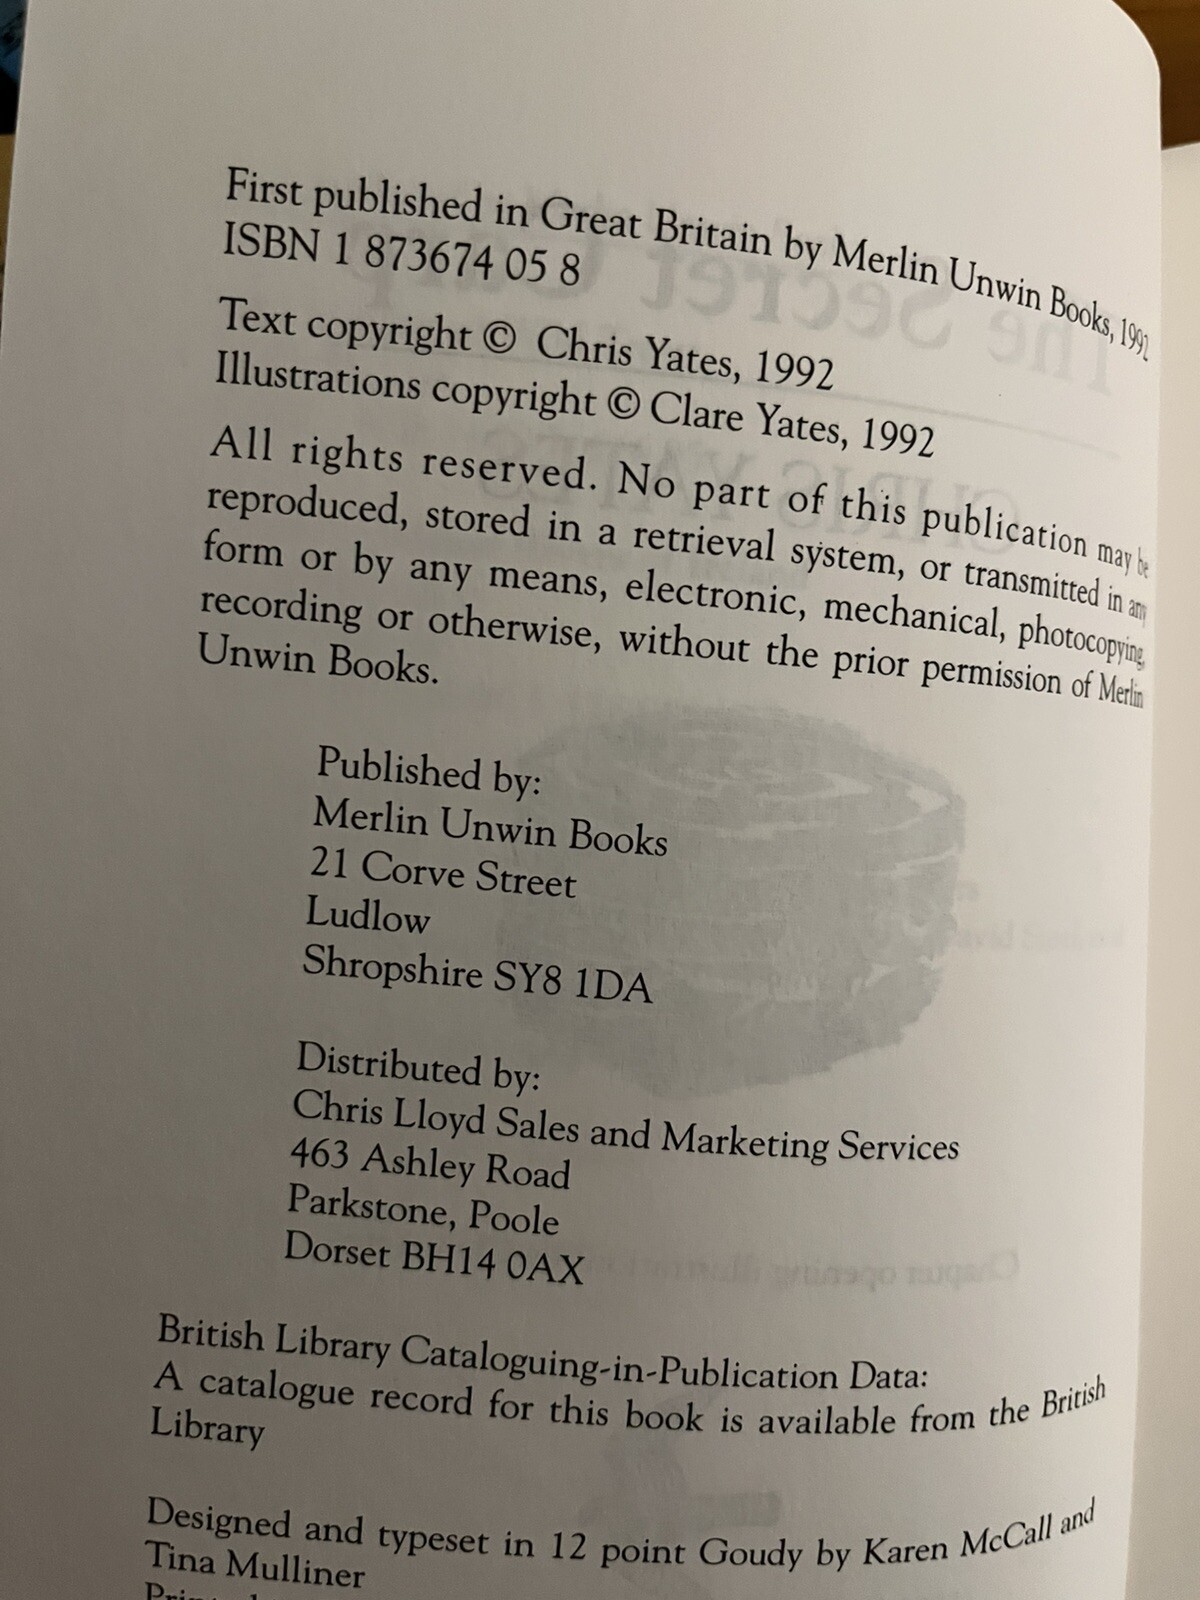 First published in Great Britain by Merlin Unwin Books, 1992
ISBN 1 873674 05 8
Text copyright © Chris Yates, 1992
Illustrations copyright © Clare Yates, 1992
All rights reserved. No part of this publication may be
reproduced, stored in a retrieval system, or transmitted in any
form or by any means, electronic, mechanical, photocopying,
recording or otherwise, without the prior permission of Merlin
Unwin Books.
Published by:
Merlin Unwin Books
21 Corve Street
Ludlow
Shropshire SY8 1DA
Distributed by:
Chris Lloyd Sales and Marketing Services
463 Ashley Road
Parkstone, Poole
Dorset BH14 0AX
British Library Cataloguing-in-Publication Data:
A catalogue record for this book is available from the British
Library
Designed and typeset in 12 point Goudy by Karen McCall and
Tina Mulliner